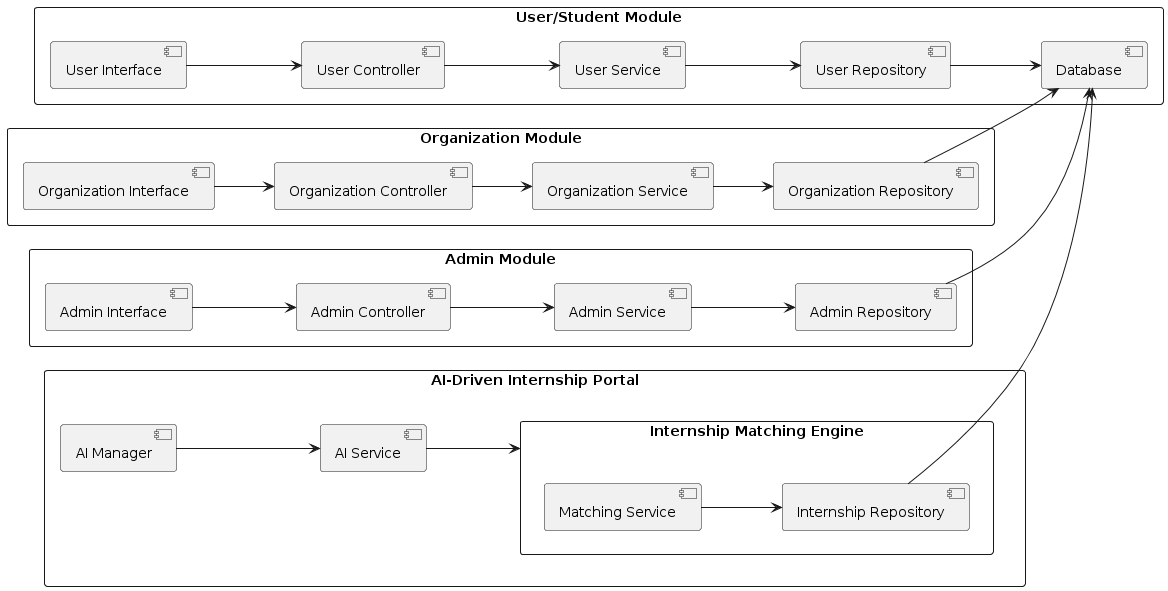 User/Student Module
User Interface
User Controller
User Service
User Repository
Database
Organization Module
Organization Interface
Organization Controller
Organization Service
Organization Repository
Admin Module
Admin Interface
Admin Controller
Admin Service
Admin Repository
AI-Driven Internship Portal
AI Manager
AI Service
Internship Matching Engine
Matching Service
Internship Repository